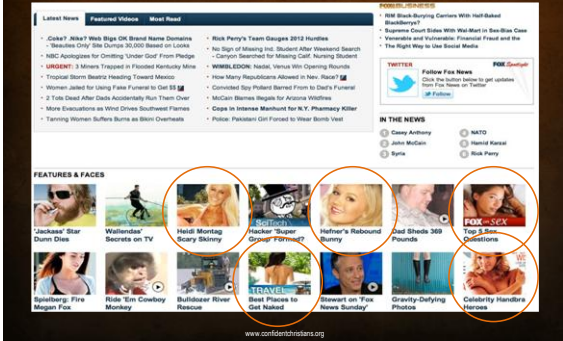 Latest News Featured Videos Most Read
.Coke? .Nike? Web Bigs OK Brand Name Domains
- 'Beauties Only' Site Dumps 30,000 Based on Looks
NBC Apologizes for Omitting 'Under God' From Pledge
URGENT: 3 Miners Trapped in Flooded Kentucky Mine
Tropical Storm Beatriz Heading Toward Mexico
Women Jailed for Using Fake Funeral to Get $$
2 Tots Dead After Dads Accidentally Run Them Over
More Evacuations as Wind Drives Southwest Flames
Tanning Women Suffers Burns as Bikini Overheats
Rick Perry's Team Gauges 2012 Hurdles
No Sign of Missing Ind. Student After Weekend Search
- Canyon Searched for Missing Calif. Nursing Student
WIMBLEDON: Nadal, Venus Win Opening Rounds
How Many Republicans Allowed in Nev. Race?
Convicted Spy Pollard Barred From to Dad's Funeral
McCain Blames Illegals for Arizona Wildfires
Cops in Intense Manhunt for N.Y. Pharmacy Killer
Police: Pakistani Girl Forced to Wear Bomb Vest
FOXBUSINESS
RIM Black-Burying Carriers With Half-Baked
BlackBerrys?
Supreme Court Sides With Wal-Mart in Sex-Bias Case
Venerable and Vulnerable: Financial Fraud and the
The Right Way to Use Social Media
TWITTER FOX Spotlight
Follow Fox News
Click the button below to get updates
from Fox News on Twitter
Follow
IN THE NEWS
1 Casey Anthony
2 John McCain
3 Syria
4 NATO
5 Hamid Karzai
6 Rick Perry
FEATURES & FACES
'Jackass' Star
Dunn Dies
Wallendas'
Secrets on TV
Heidi Montag
Scary Skinny
SciTech
Hacker 'Super
Group' Formed?
Hefner's Rebound
Bunny
Dad Sheds 369
Pounds
FOX on SEX
Top 5 Sex
Questions
Spielberg: Fire
Megan Fox
Ride 'Em Cowboy
Monkey
Bulldozer River
Rescue
TRAVEL
Best Places to
Get Naked
Stewart on 'Fox
News Sunday'
Gravity-Defying
Photos
Celebrity Handbra
Heroes
www.confidentchristians.org